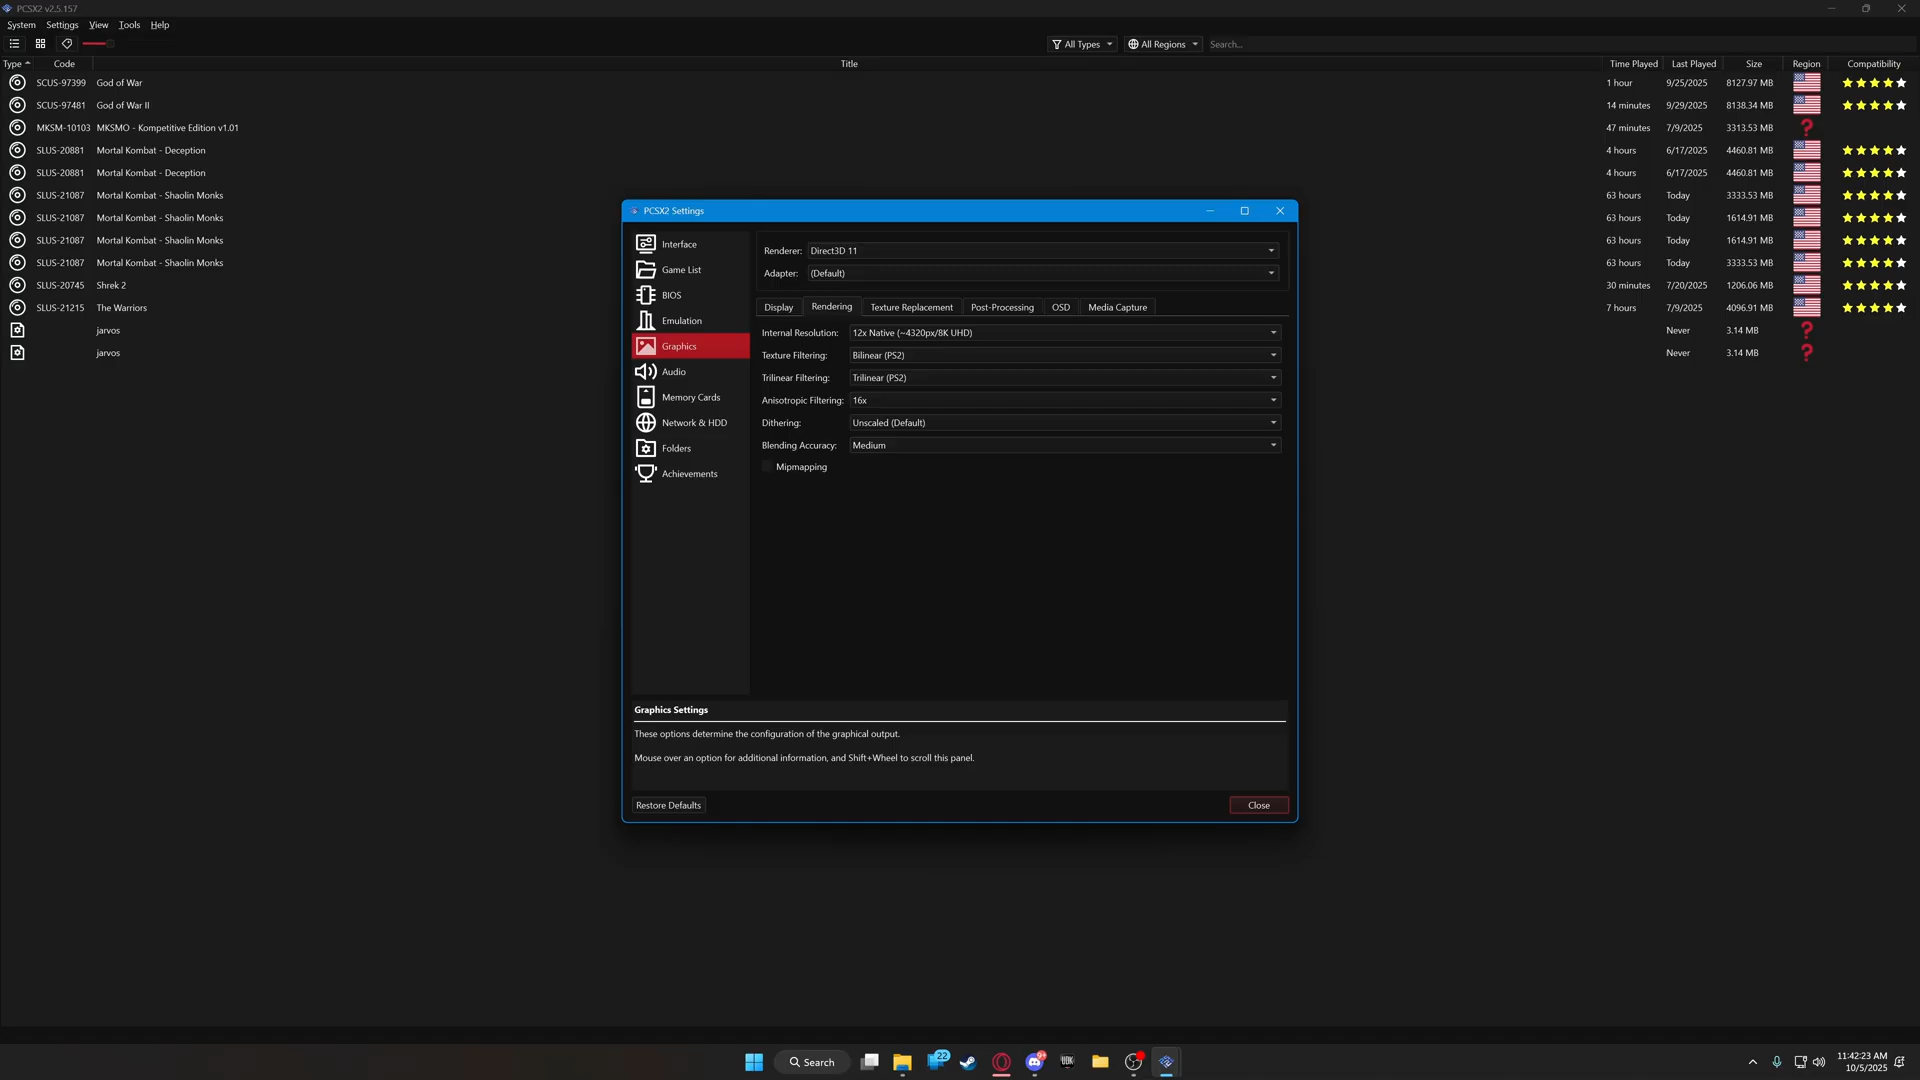 PCSX2 v2.5.157
System Settings View Tools Help
All Types All Regions Search...
Type Code Title Time Played Last Played Size Region Compatibility
SCUS-97399 God of War 1 hour 9/25/2025 8127.97 MB
SCUS-97481 God of War II 14 minutes 9/29/2025 8138.34 MB
MKSM-10103 MKSMO - Kompetitive Edition v1.01 47 minutes 7/9/2025 3313.53 MB
SLUS-20881 Mortal Kombat - Deception 4 hours 6/17/2025 4460.81 MB
SLUS-20881 Mortal Kombat - Deception 4 hours 6/17/2025 4460.81 MB
SLUS-21087 Mortal Kombat - Shaolin Monks 63 hours Today 3333.53 MB
SLUS-21087 Mortal Kombat - Shaolin Monks 63 hours Today 1614.91 MB
SLUS-21087 Mortal Kombat - Shaolin Monks 63 hours Today 1614.91 MB
SLUS-21087 Mortal Kombat - Shaolin Monks 63 hours Today 3333.53 MB
SLUS-20745 Shrek 2 30 minutes 7/20/2025 1206.06 MB
SLUS-21215 The Warriors 7 hours 7/9/2025 4096.91 MB
jarvos Never 3.14 MB
jarvos Never 3.14 MB
PCSX2 Settings
Interface
Game List
BIOS
Emulation
Graphics
Audio
Memory Cards
Network & HDD
Folders
Achievements
Renderer: Direct3D 11
Adapter: (Default)
Display Rendering Texture Replacement Post-Processing OSD Media Capture
Internal Resolution: 12x Native (~4320px/8K UHD)
Texture Filtering: Bilinear (PS2)
Trilinear Filtering: Trilinear (PS2)
Anisotropic Filtering: 16x
Dithering: Unscaled (Default)
Blending Accuracy: Medium
Mipmapping
Graphics Settings
These options determine the configuration of the graphical output.
Mouse over an option for additional information, and Shift+Wheel to scroll this panel.
Restore Defaults Close
Search 22 9+ UDK
11:42:23 AM
10/5/2025